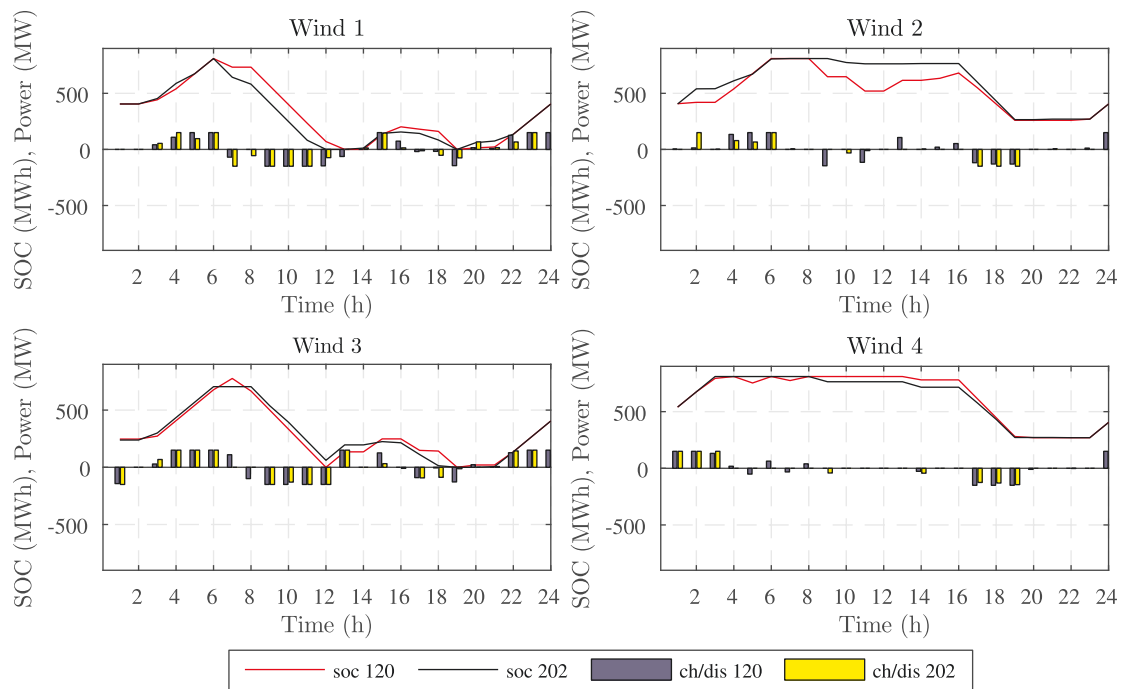 Wind 1
SOC (MWh), Power (MW)
500
0
-500
2 4 6 8 10 12 14 16 18 20 22 24
Time (h)
Wind 2
SOC (MWh), Power (MW)
500
0
-500
2 4 6 8 10 12 14 16 18 20 22 24
Time (h)
Wind 3
SOC (MWh), Power (MW)
500
0
-500
2 4 6 8 10 12 14 16 18 20 22 24
Time (h)
Wind 4
SOC (MWh), Power (MW)
500
0
-500
2 4 6 8 10 12 14 16 18 20 22 24
Time (h)
soc 120 soc 202 ch/dis 120 ch/dis 202